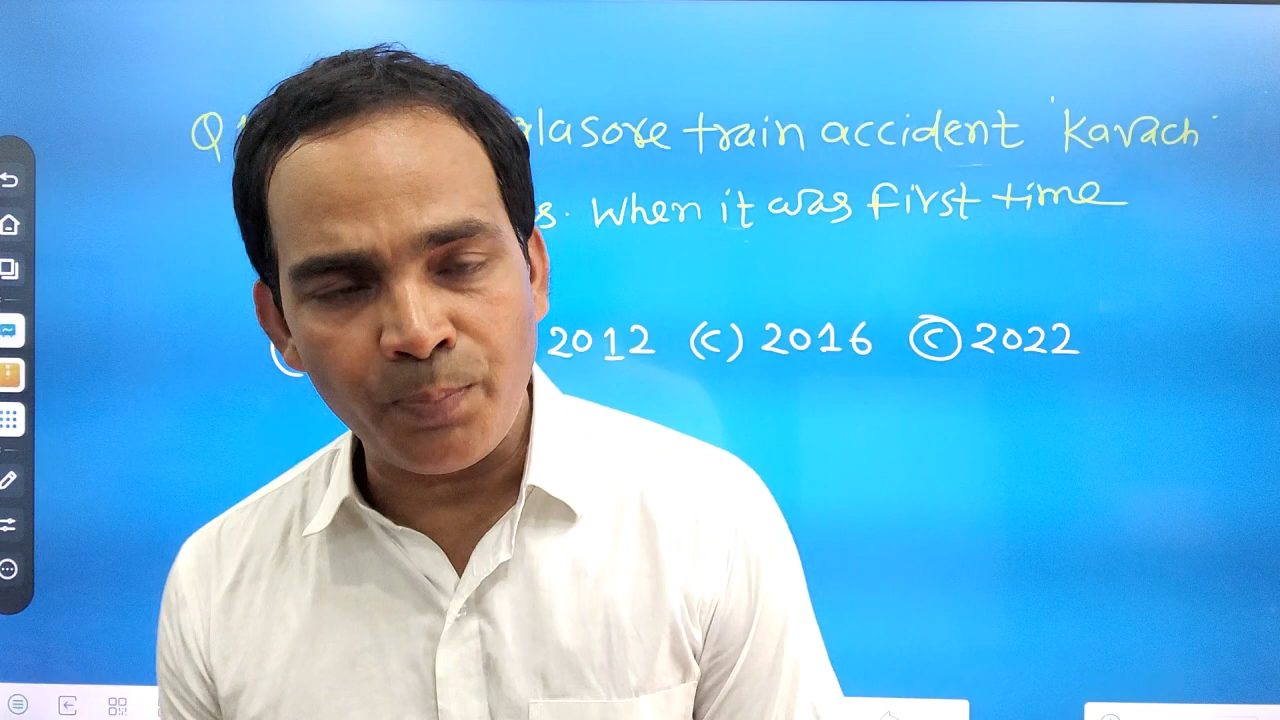 Q alasore train accident 'Kavach'
s. When it was first time
2012 (c) 2016 (c) 2022